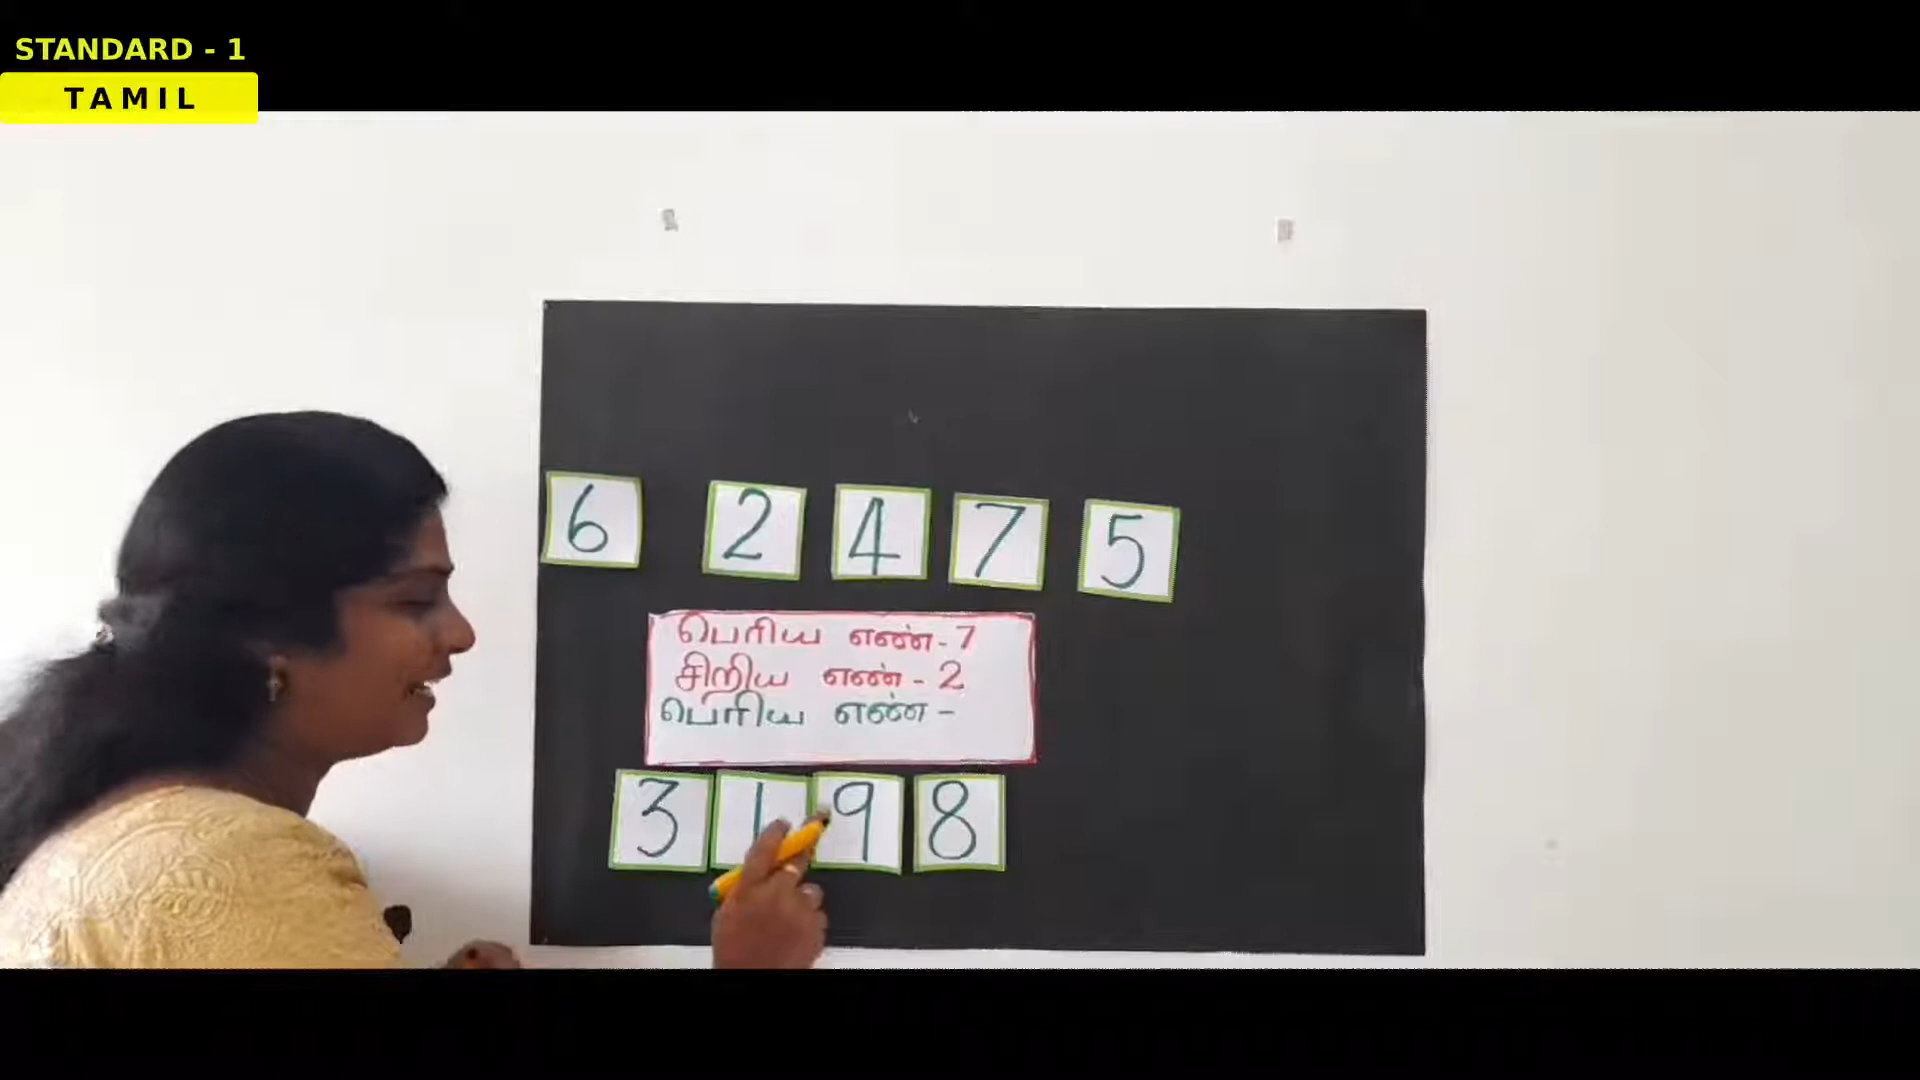 STANDARD - 1
TAMIL
6 2 4 7 5
பெரிய எண்-7
சிறிய எண் - 2
பெரிய எண் -
3 1 9 8